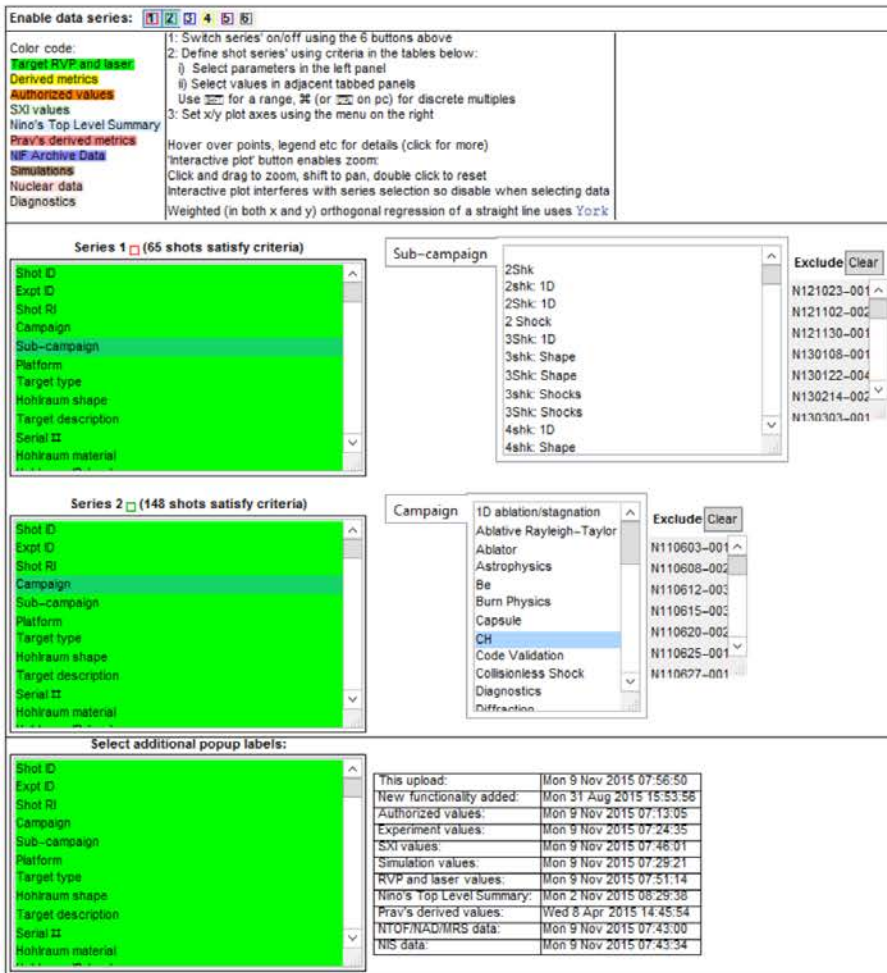 Enable data series: 1 2 3 4 5 6
Color code:
Target RVP and laser
Derived metrics
Authorized values
SXI values
Nino's Top Level Summary
Prav's derived metrics
NIF Archive Data
Simulations
Nuclear data
Diagnostics
1: Switch series' on/off using the 6 buttons above
2: Define shot series' using criteria in the tables below:
i) Select parameters in the left panel
ii) Select values in adjacent tabbed panels
Use for a range, ⌘ (or on pc) for discrete multiples
3: Set x/y plot axes using the menu on the right
Hover over points, legend etc for details (click for more)
'Interactive plot' button enables zoom:
Click and drag to zoom, shift to pan, double click to reset
Interactive plot interferes with series selection so disable when selecting data
Weighted (in both x and y) orthogonal regression of a straight line uses York
Series 1 (65 shots satisfy criteria)
Shot ID
Expt ID
Shot RI
Campaign
Sub-campaign
Platform
Target type
Hohlraum shape
Target description
Serial ♯
Hohlraum material
Sub-campaign
2Shk
2shk: 1D
2Shk: 1D
2 Shock
3Shk: 1D
3shk: Shape
3Shk: Shape
3shk: Shocks
3Shk: Shocks
4shk: 1D
4shk: Shape
Exclude Clear
N121023-001
N121102-002
N121130-001
N130108-001
N130122-004
N130214-002
N130303-001
Series 2 (148 shots satisfy criteria)
Shot ID
Expt ID
Shot RI
Campaign
Sub-campaign
Platform
Target type
Hohlraum shape
Target description
Serial ♯
Hohlraum material
Campaign
1D ablation/stagnation
Ablative Rayleigh-Taylor
Ablator
Astrophysics
Be
Burn Physics
Capsule
CH
Code Validation
Collisionless Shock
Diagnostics
Diffraction
Exclude Clear
N110603-001
N110608-002
N110612-003
N110615-003
N110620-002
N110625-001
N110627-001
Select additional popup labels:
Shot ID
Expt ID
Shot RI
Campaign
Sub-campaign
Platform
Target type
Hohlraum shape
Target description
Serial ♯
Hohlraum material
This upload: Mon 9 Nov 2015 07:56:50
New functionality added: Mon 31 Aug 2015 15:53:56
Authorized values: Mon 9 Nov 2015 07:13:05
Experiment values: Mon 9 Nov 2015 07:24:35
SXI values: Mon 9 Nov 2015 07:46:01
Simulation values: Mon 9 Nov 2015 07:29:21
RVP and laser values: Mon 9 Nov 2015 07:51:14
Nino's Top Level Summary: Mon 2 Nov 2015 08:29:38
Prav's derived values: Wed 8 Apr 2015 14:45:54
NTOF/NAD/MRS data: Mon 9 Nov 2015 07:43:00
NIS data: Mon 9 Nov 2015 07:43:34